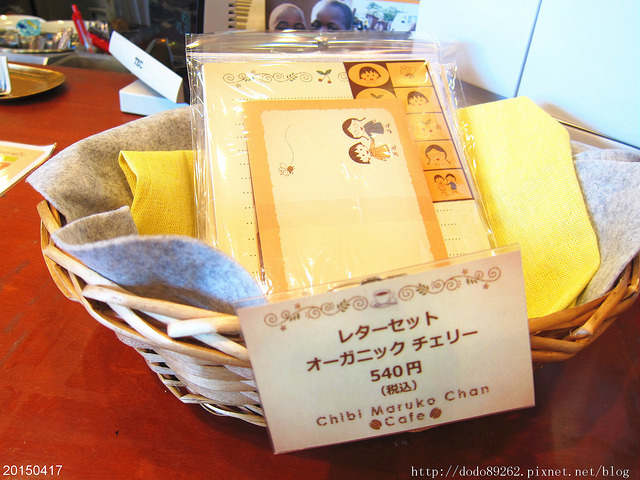 レターセット
オーガニック チェリー
540円
(税込)
Chibi Maruko Chan
Cafe
20150417
http://dodo89262.pixnet.net/blog